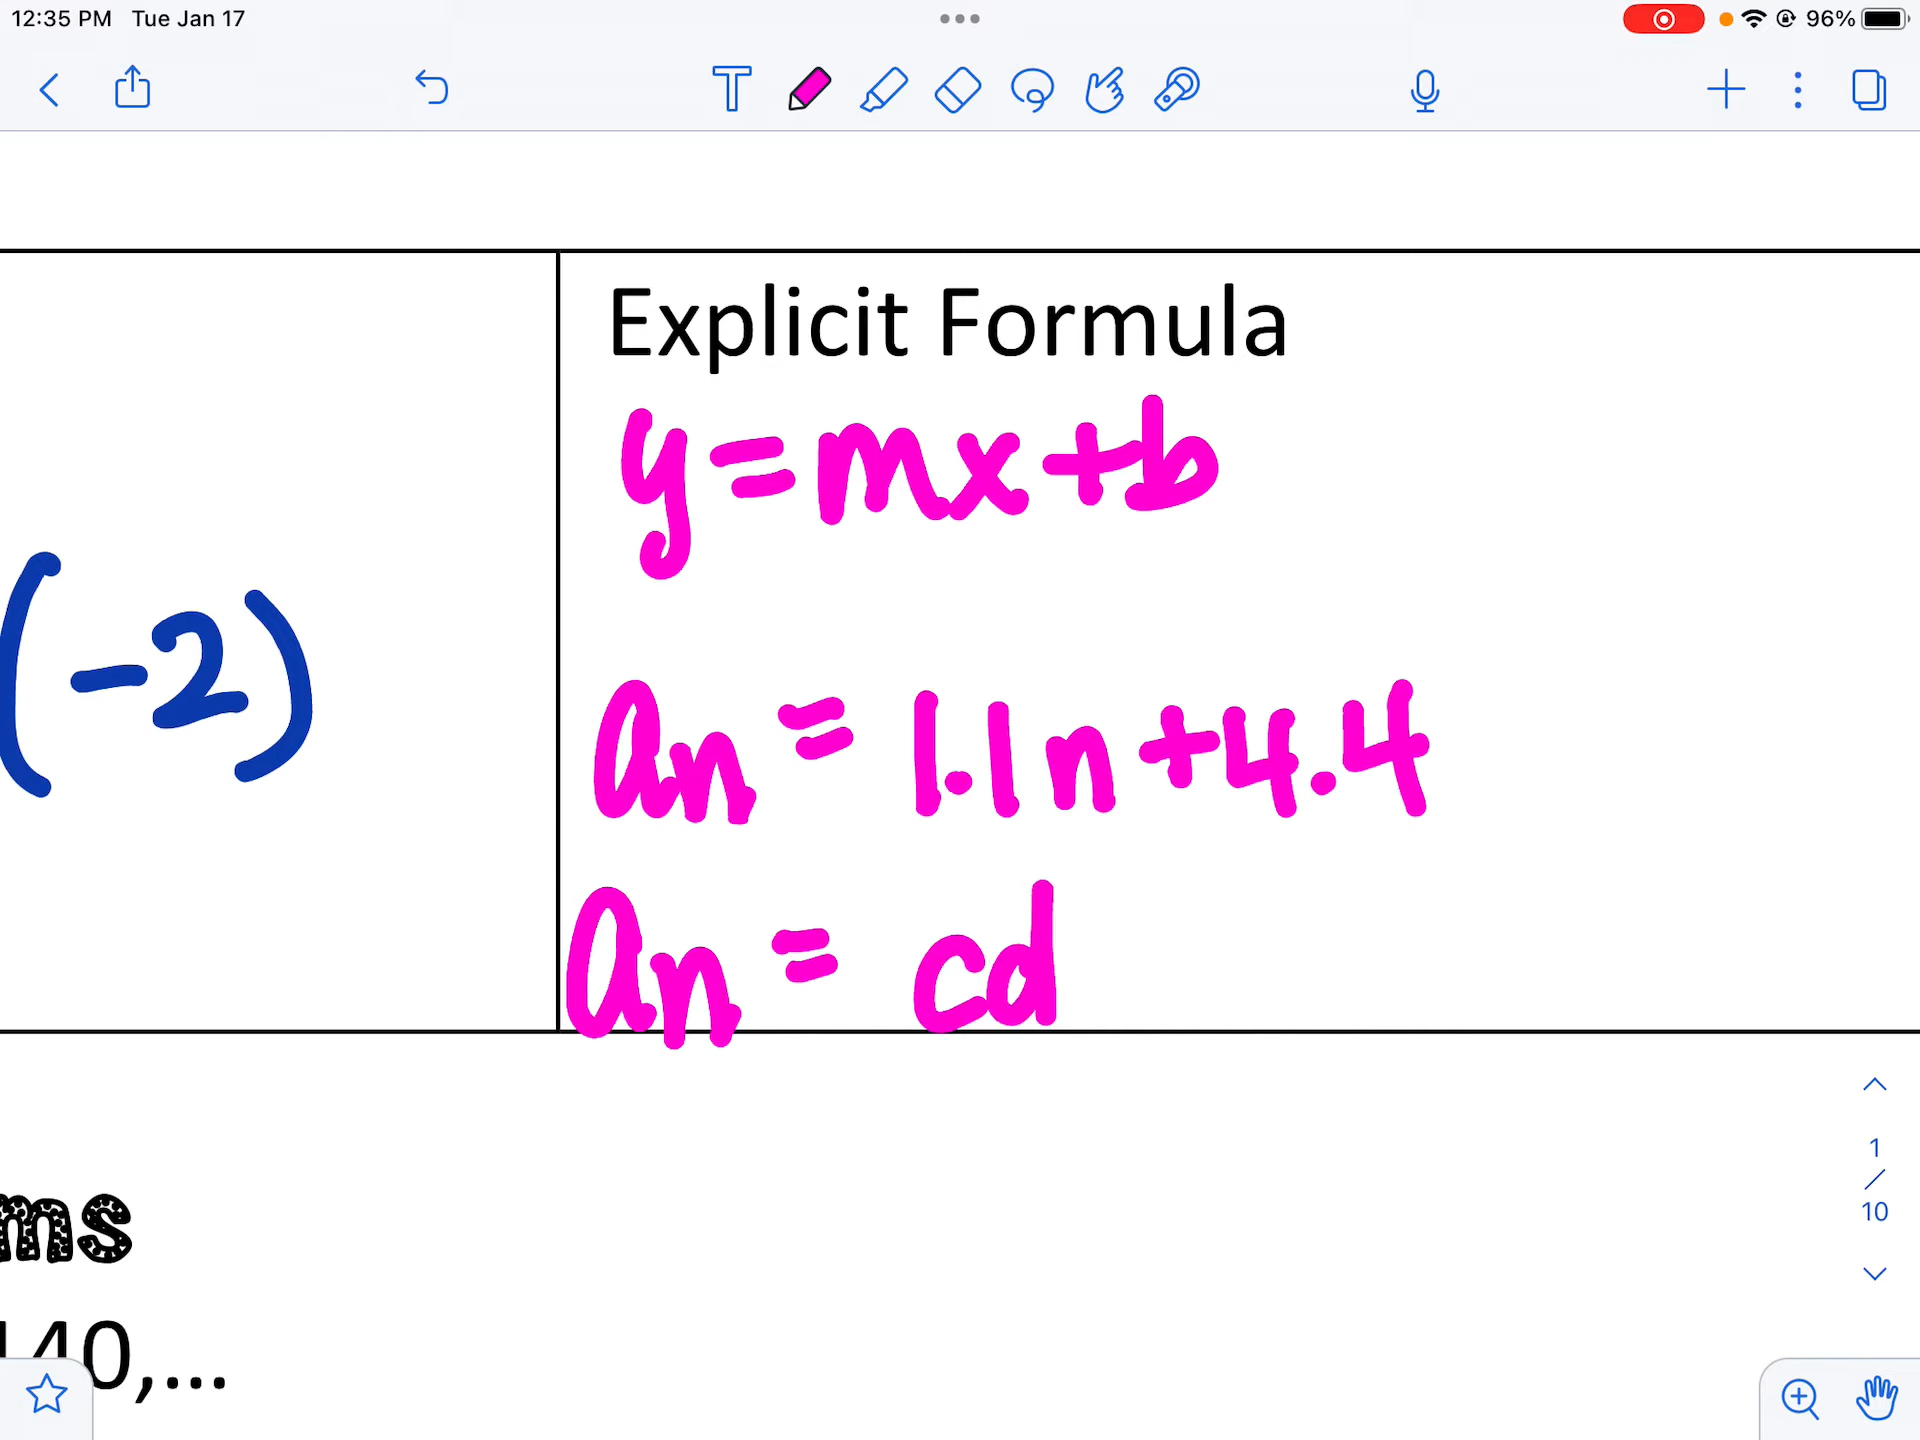 12:35 PM Tue Jan 17
96%
Explicit Formula
y=mx+b
(-2)
an = 1.1n+4.4
an = cd
1
/
10
ms
140,...